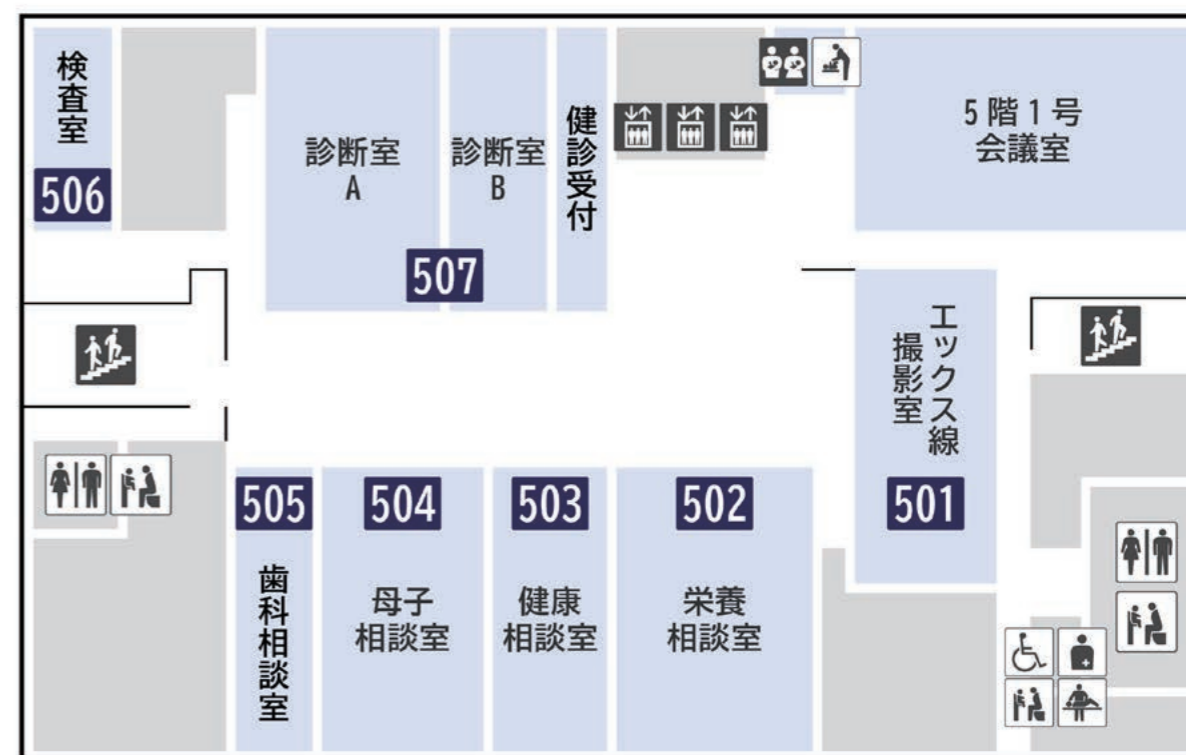 検査室
506
診断室
A
診断室
B
507
健診受付
5階1号
会議室
エックス線
撮影室
501
505
歯科相談室
504
母子
相談室
503
健康
相談室
502
栄養
相談室